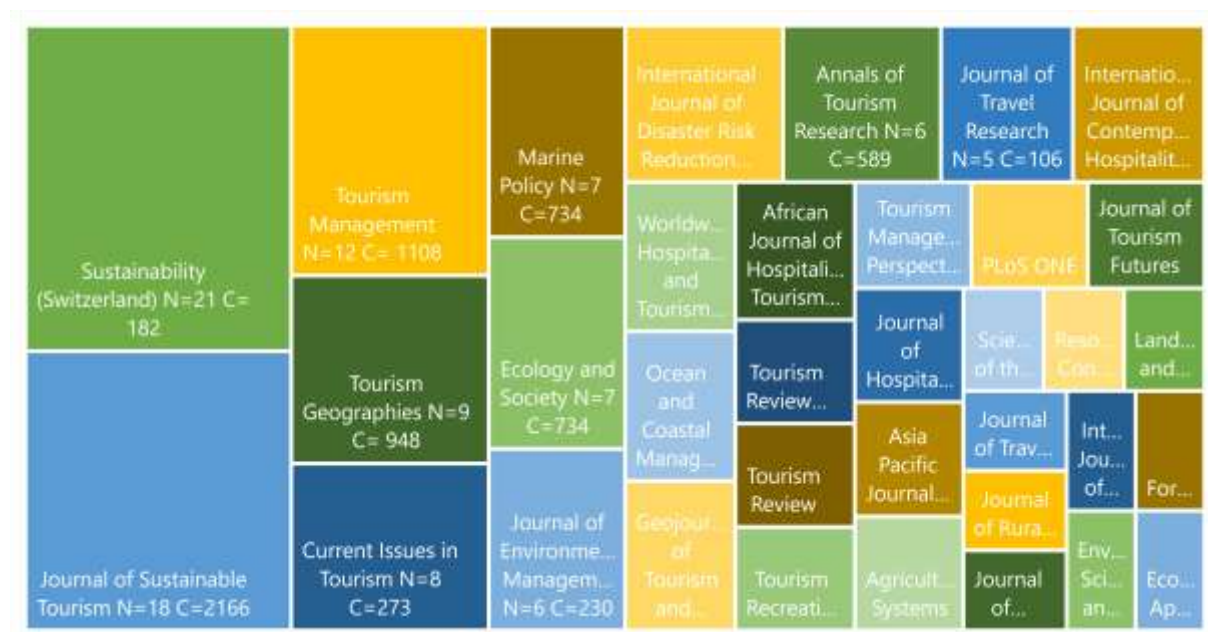 Sustainability
(Switzerland) N=21 C=
182
Journal of Sustainable
Tourism N=18 C=2166
Tourism
Management
N=12 C= 1108
Tourism
Geographies N=9
C= 948
Current Issues in
Tourism N=8
C=273
Marine
Policy N=7
C=734
Ecology and
Society N=7
C=734
Journal of
Environme...
Managem...
N=6 C=230
International
Journal of
Disaster Risk
Reduction...
Annals of
Tourism
Research N=6
C=589
Journal of
Travel
Research
N=5 C=106
Internatio...
Journal of
Contemp...
Hospitalit...
Worldw...
Hospita...
and
Tourism...
Ocean
and
Coastal
Manag...
Geojour...
of
Tourism
and...
African
Journal of
Hospitali...
Tourism...
Tourism
Review...
Tourism
Review
Tourism
Recreati...
Tourism
Manage...
Perspect...
Journal
of
Hospita...
Asia
Pacific
Journal...
Agricult...
Systems
PLoS ONE
Journal of
Tourism
Futures
Scie...
of th...
Reso...
Con...
Land...
and...
Journal
of Trav...
Journal
of Rura...
Journal
of...
Int...
Jou...
of...
For...
Env...
Sci...
an...
Eco...
Ap...